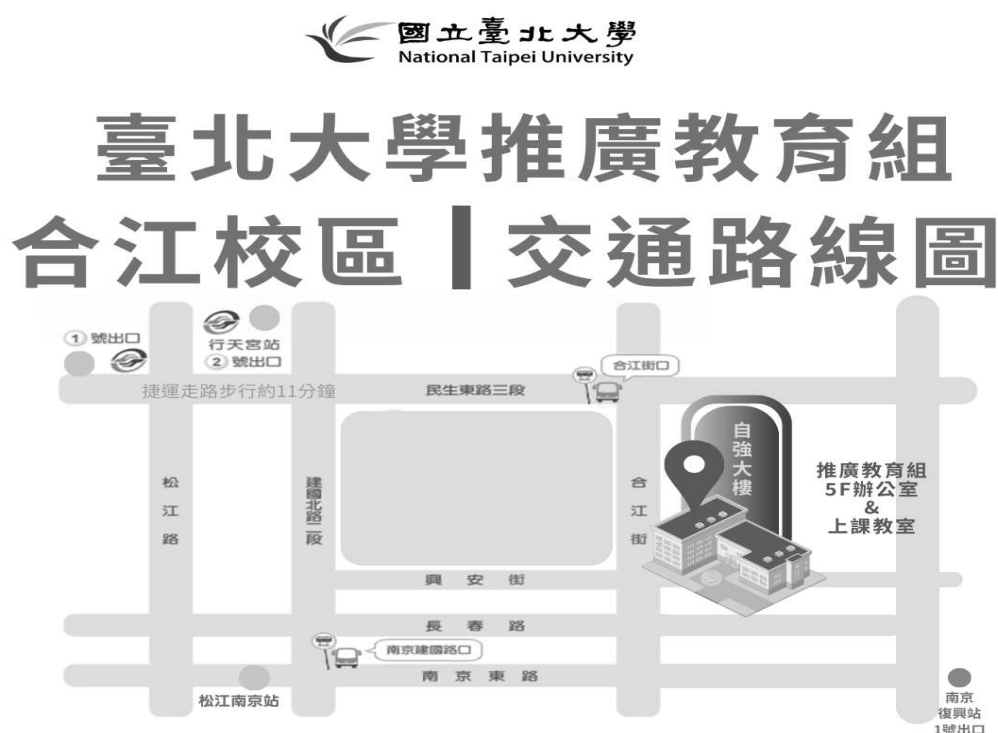 國立臺北大學
National Taipei University
臺北大學推廣教育組
合江校區 | 交通路線圖
1 號出口
行天宮站
2 號出口
捷運走路步行約11分鐘
民生東路三段
合江街口
松江路
建國北路二段
合江街
自強大樓
推廣教育組
5F辦公室
&
上課教室
興安街
長春路
南京建國路口
南京東路
松江南京站
南京
復興站
1號出口